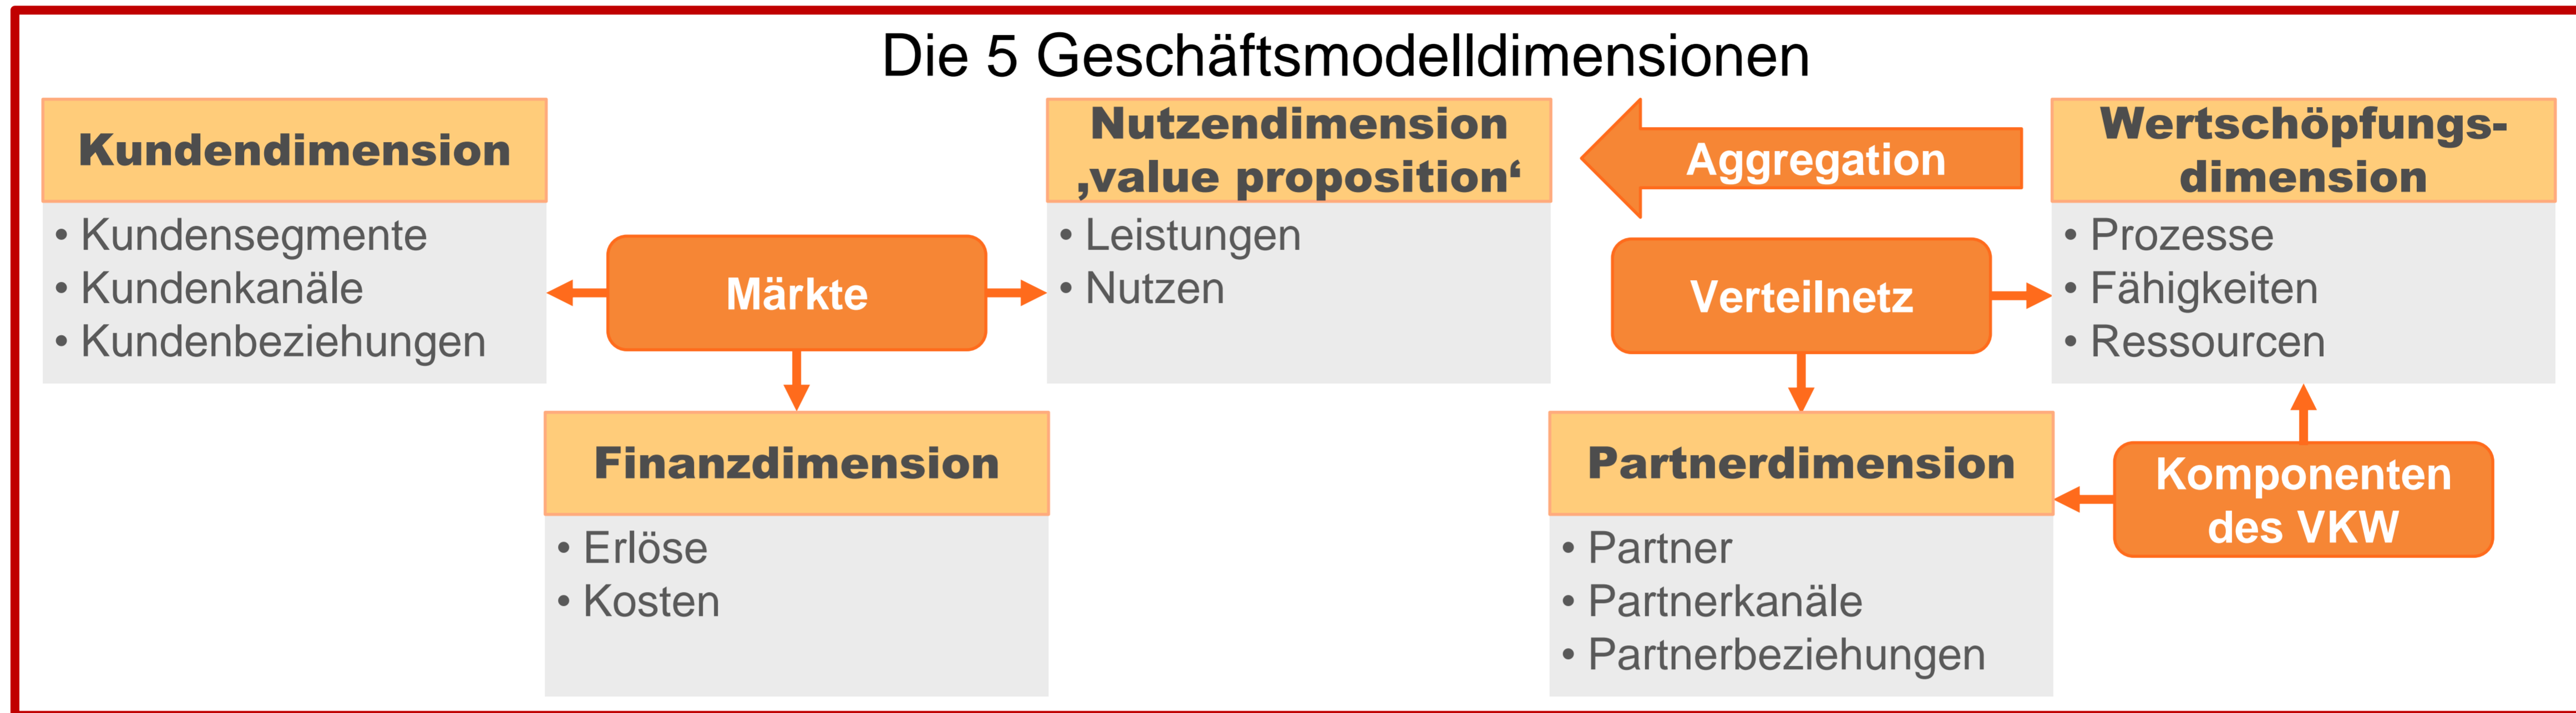 Die 5 Geschäftsmodelldimensionen
Kundendimension
• Kundensegmente
• Kundenkanäle
• Kundenbeziehungen
Märkte
Nutzendimension
‚value proposition‘
• Leistungen
• Nutzen
Aggregation
Verteilnetz
Wertschöpfungs-
dimension
• Prozesse
• Fähigkeiten
• Ressourcen
Finanzdimension
• Erlöse
• Kosten
Partnerdimension
• Partner
• Partnerkanäle
• Partnerbeziehungen
Komponenten
des VKW